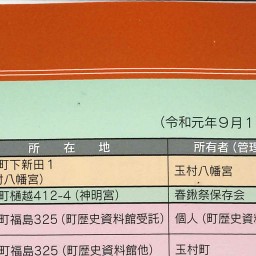 (令和元年9月1
所在地 所有者(管理
町下新田1
村八幡宮) 玉村八幡宮
町樋越412-4(神明宮) 春鍬祭保存会
町福島325(町歴史資料館受託) 個人(町歴史資
町福島325(町歴史資料館他) 玉村町